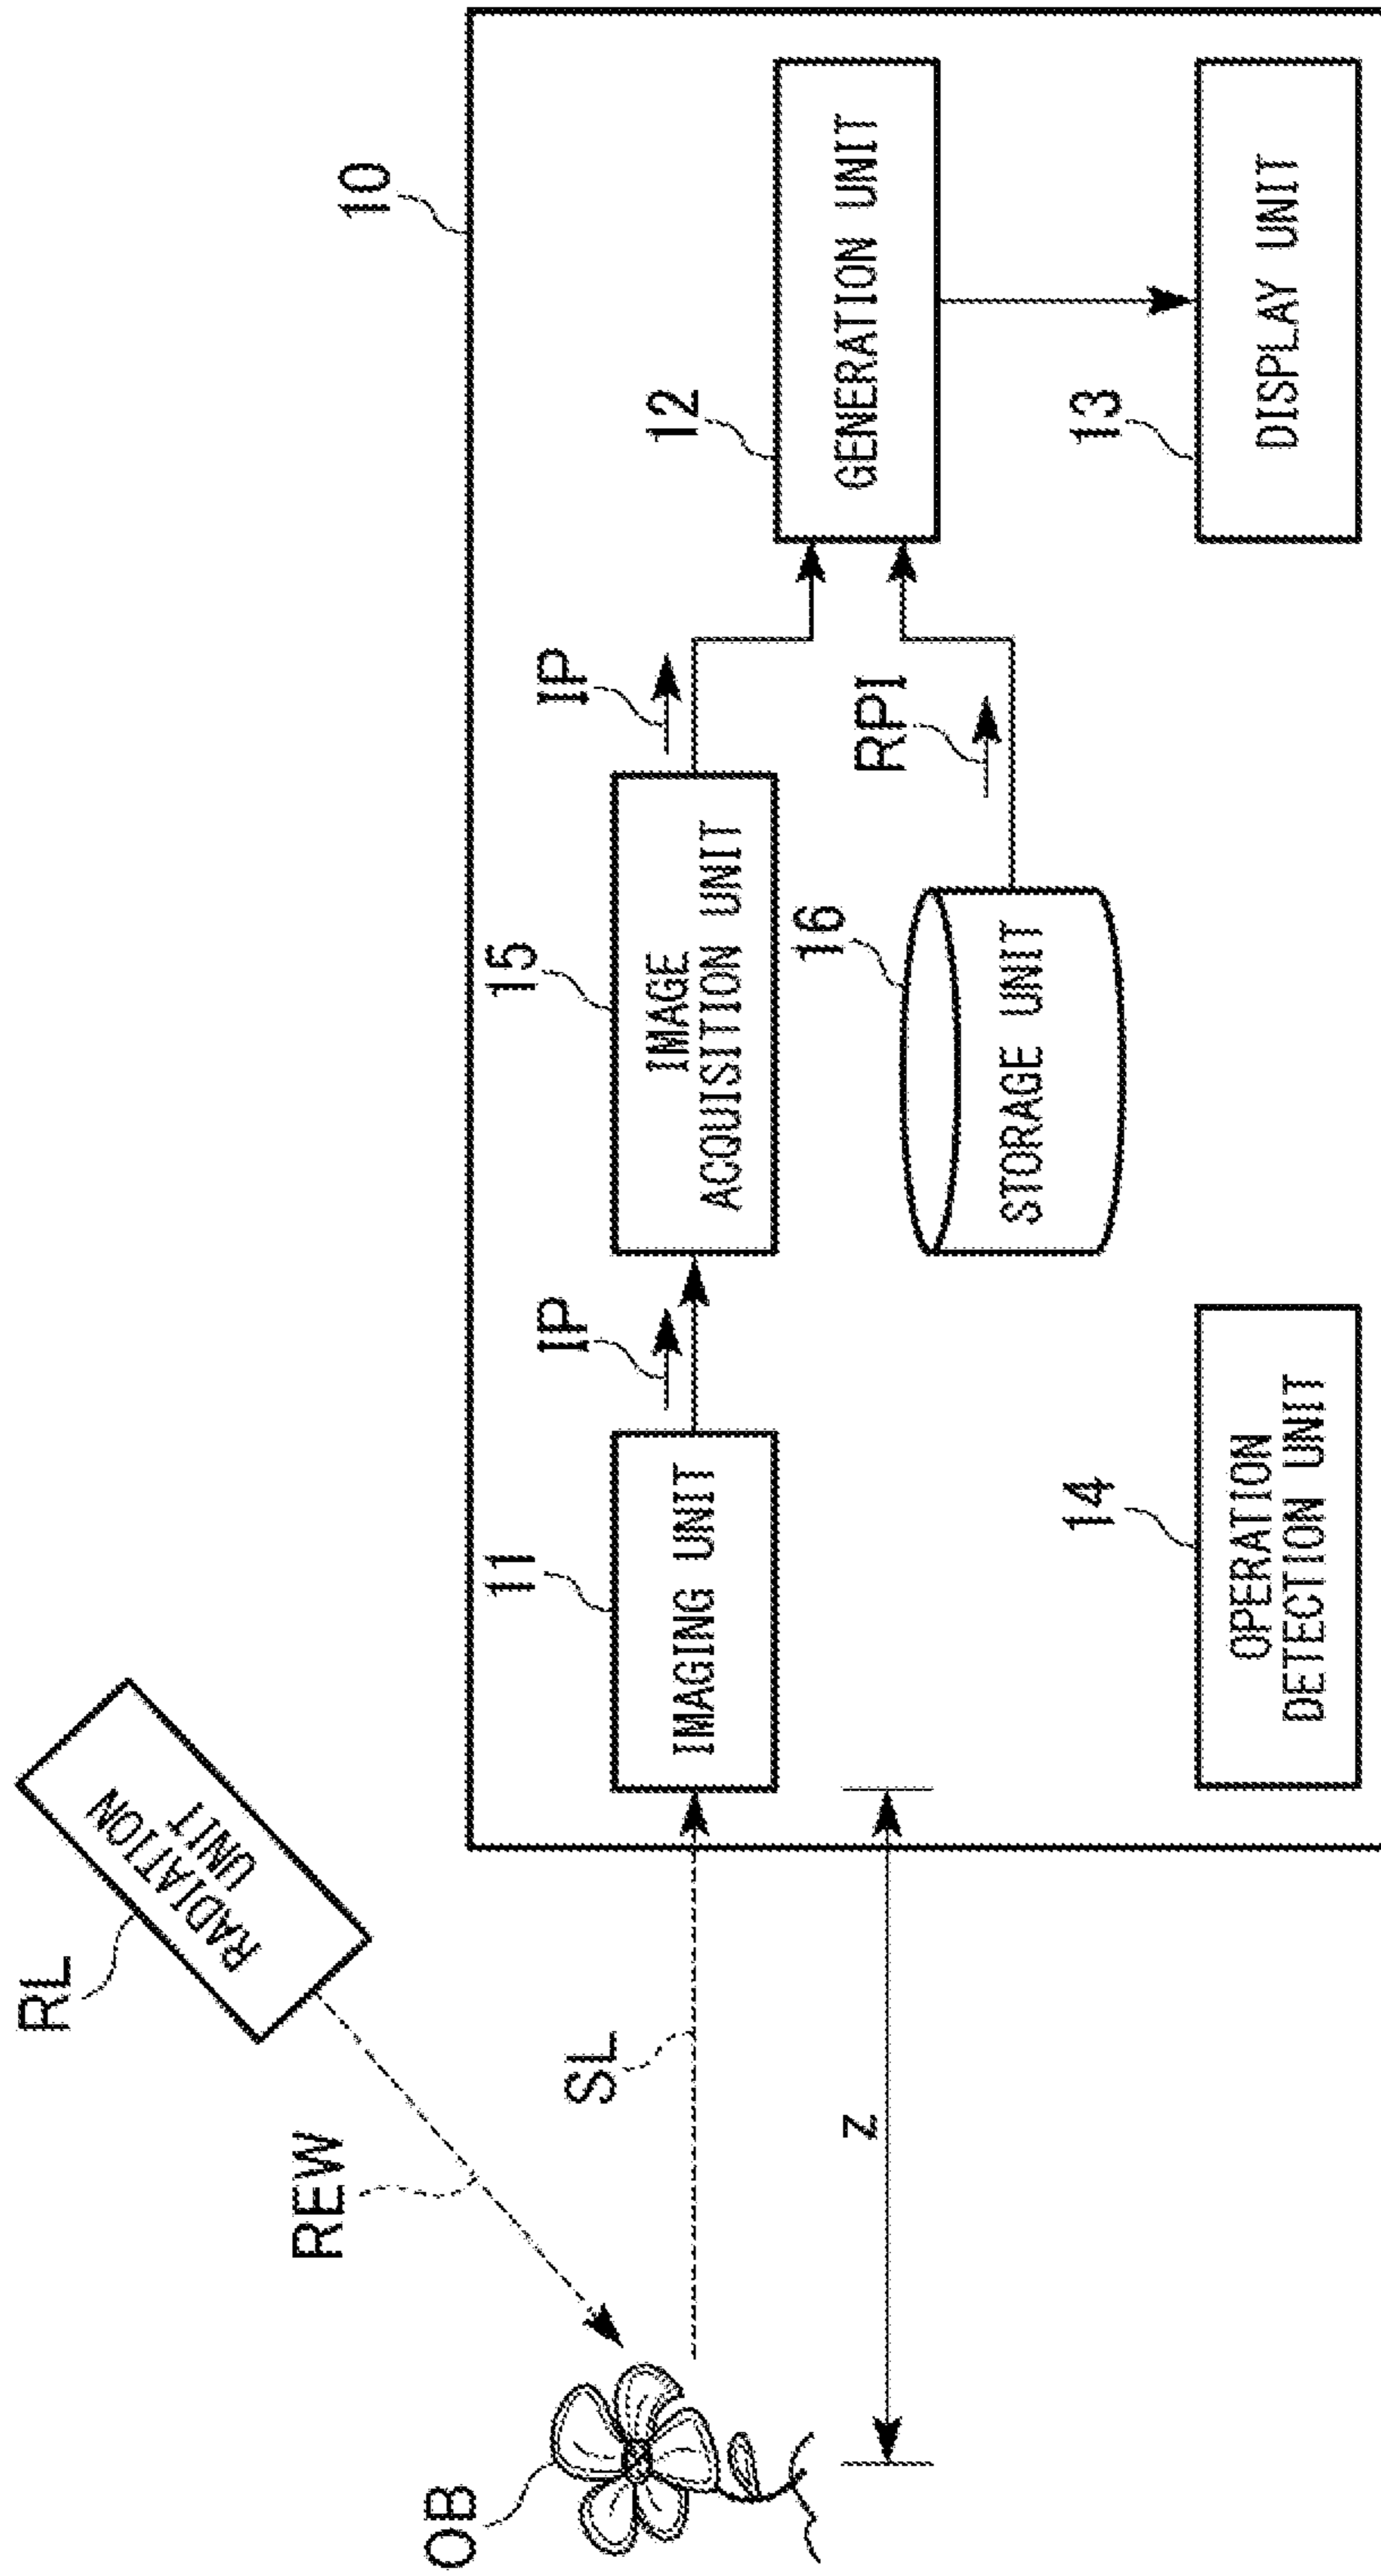 RL
RADIATION
UNIT
REW
OB
SL
z
10
11
IMAGING UNIT
IP
15
IMAGE
ACQUISITION UNIT
IP
12
GENERATION UNIT
16
STORAGE UNIT
RPI
14
OPERATION
DETECTION UNIT
13
DISPLAY UNIT